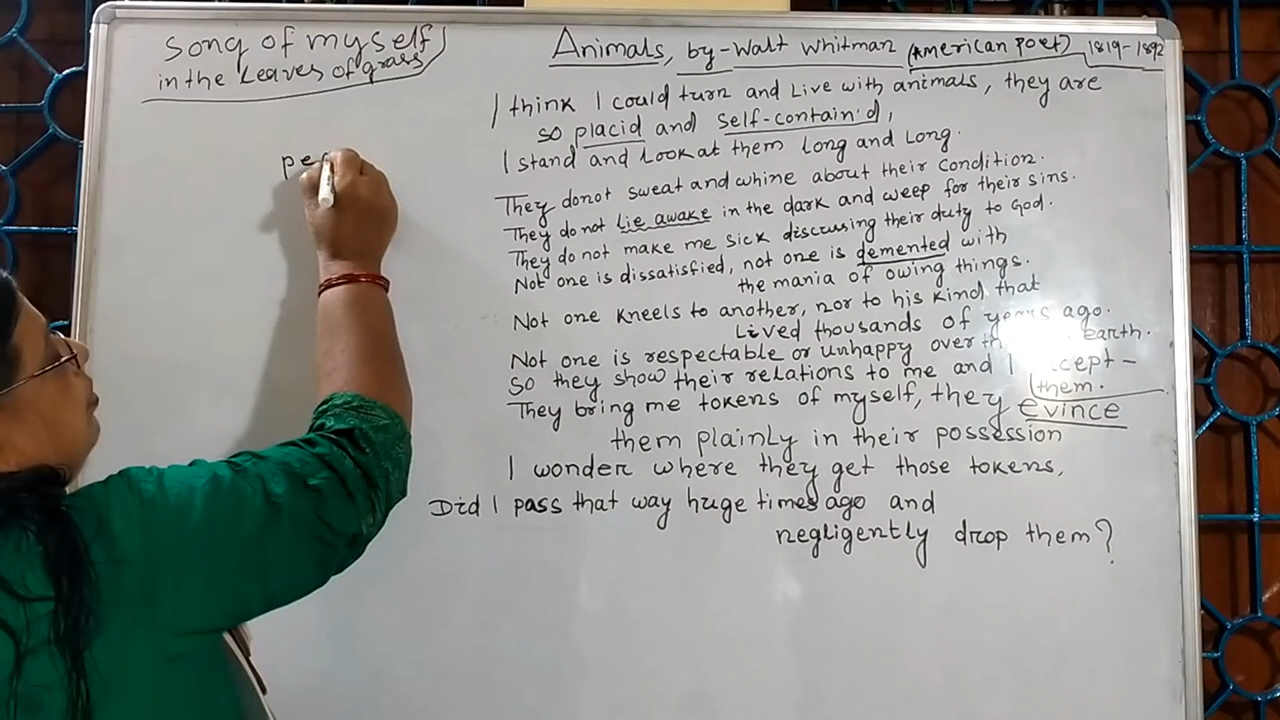 Song of myself
in the Leaves of grass
pe
Animals, by-Walt Whitman (American Poet) 1819-1892
I think I could turn and Live with animals, they are
so placid and Self-contain'd,
I stand and Look at them Long and Long.
They donot sweat and whine about their condition.
They do not lie awake in the dark and weep for their sins.
They do not make me sick discussing their duty to God.
Not one is dissatisfied, not one is demented with
the mania of owing things.
Not one kneels to another, nor to his kind that
Lived thousands of years ago.
Not one is respectable or unhappy over earth.
So they show their relations to me and I
them.
They bring me tokens of myself, they evince
them plainly in their possession
I wonder where they get those tokens,
Did I pass that way huge times ago and
negligently drop them?